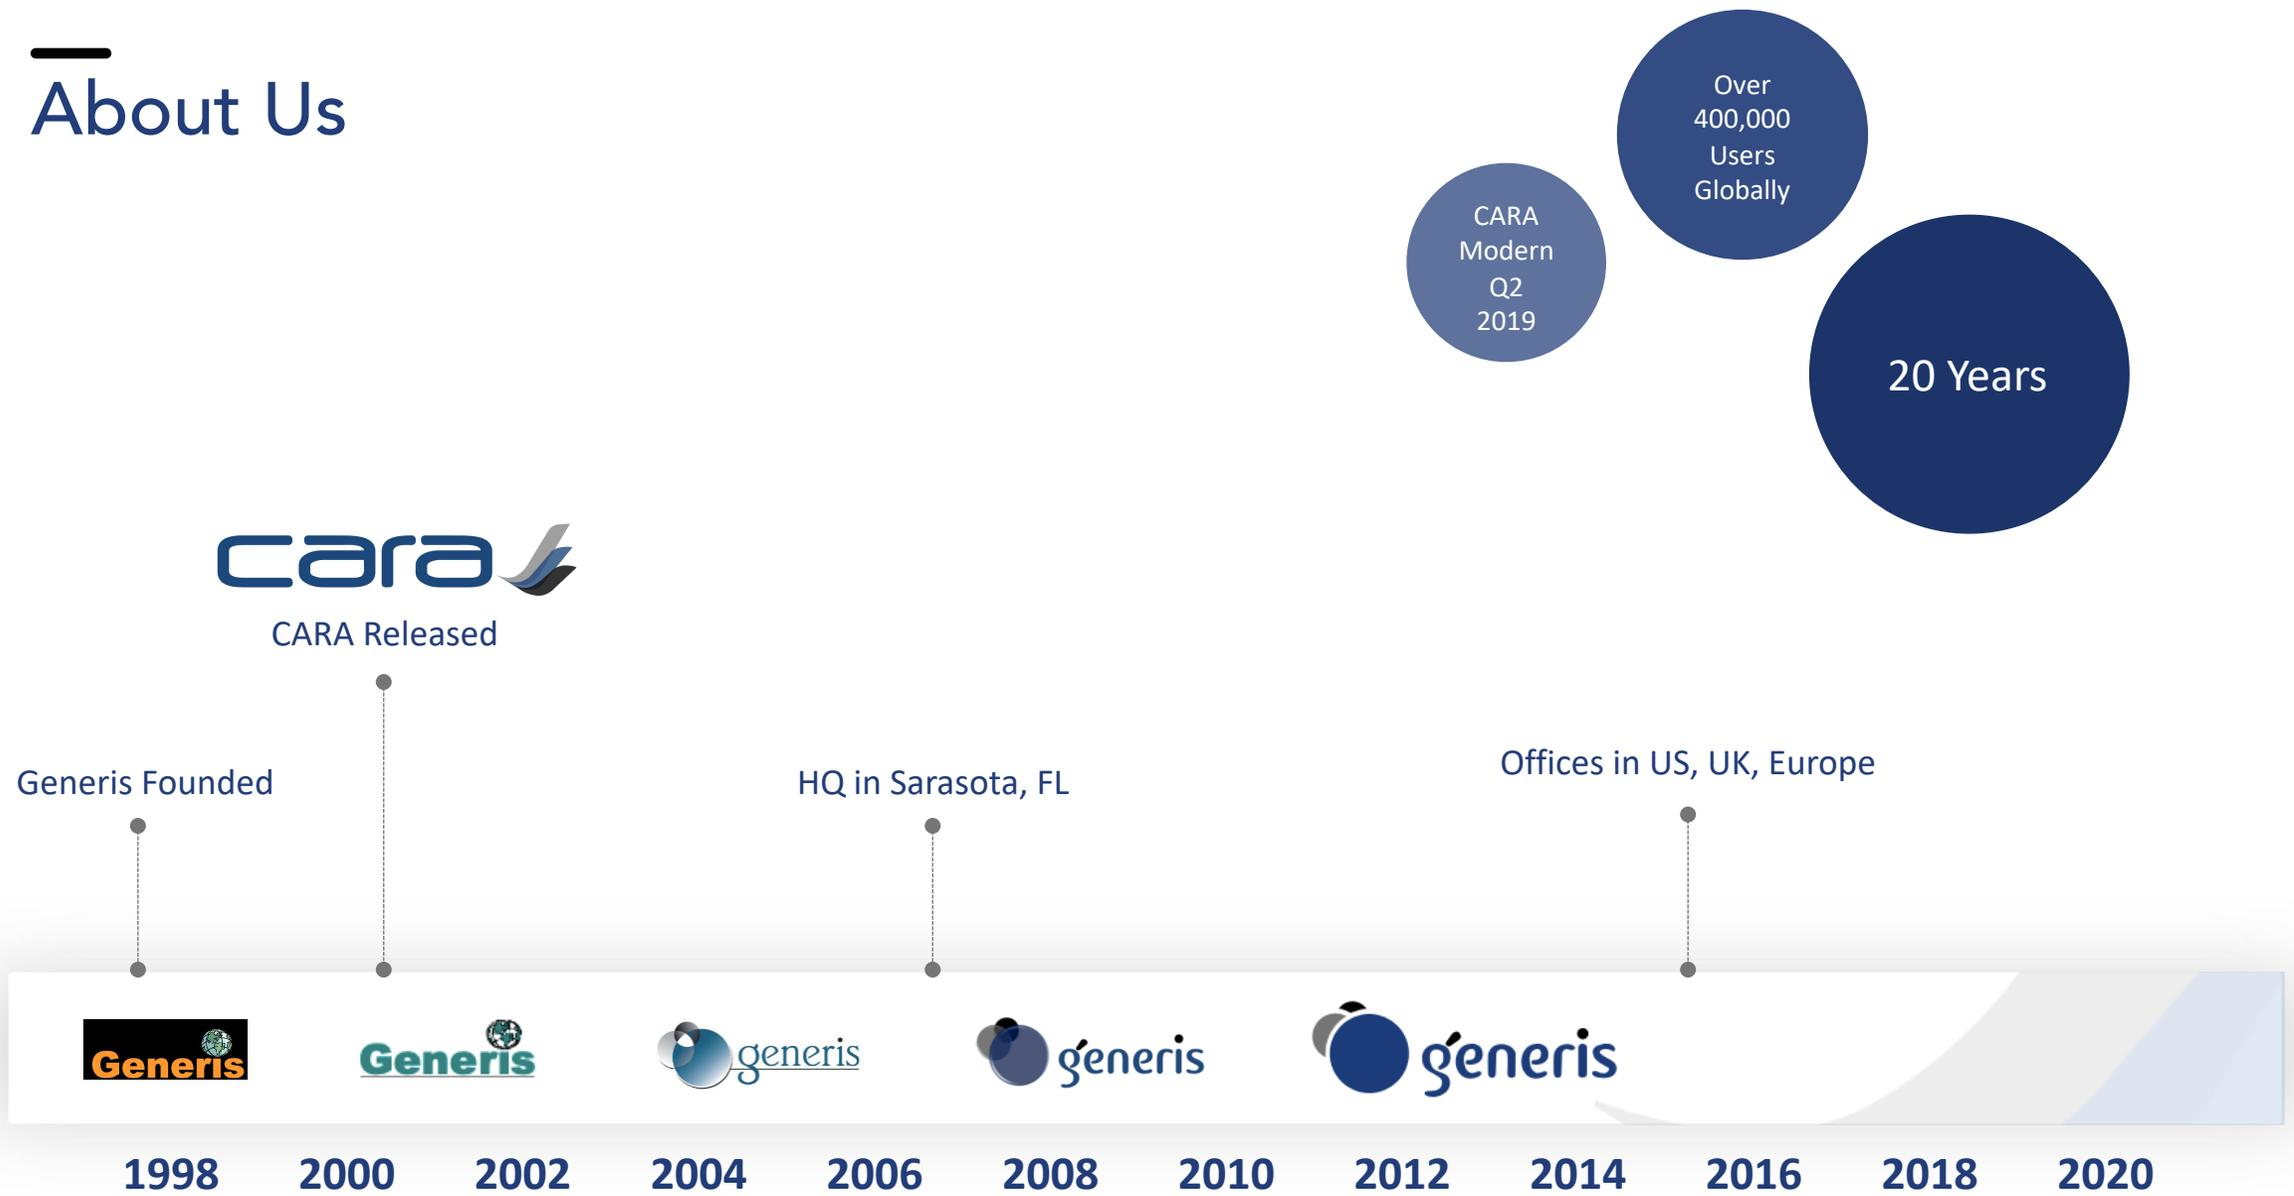 About Us
Over
400,000
Users
Globally
CARA
Modern
Q2
2019
20 Years
cara
CARA Released
Generis Founded
HQ in Sarasota, FL
Offices in US, UK, Europe
Generis
Generis
generis
generis
generis
1998 2000 2002 2004 2006 2008 2010 2012 2014 2016 2018 2020